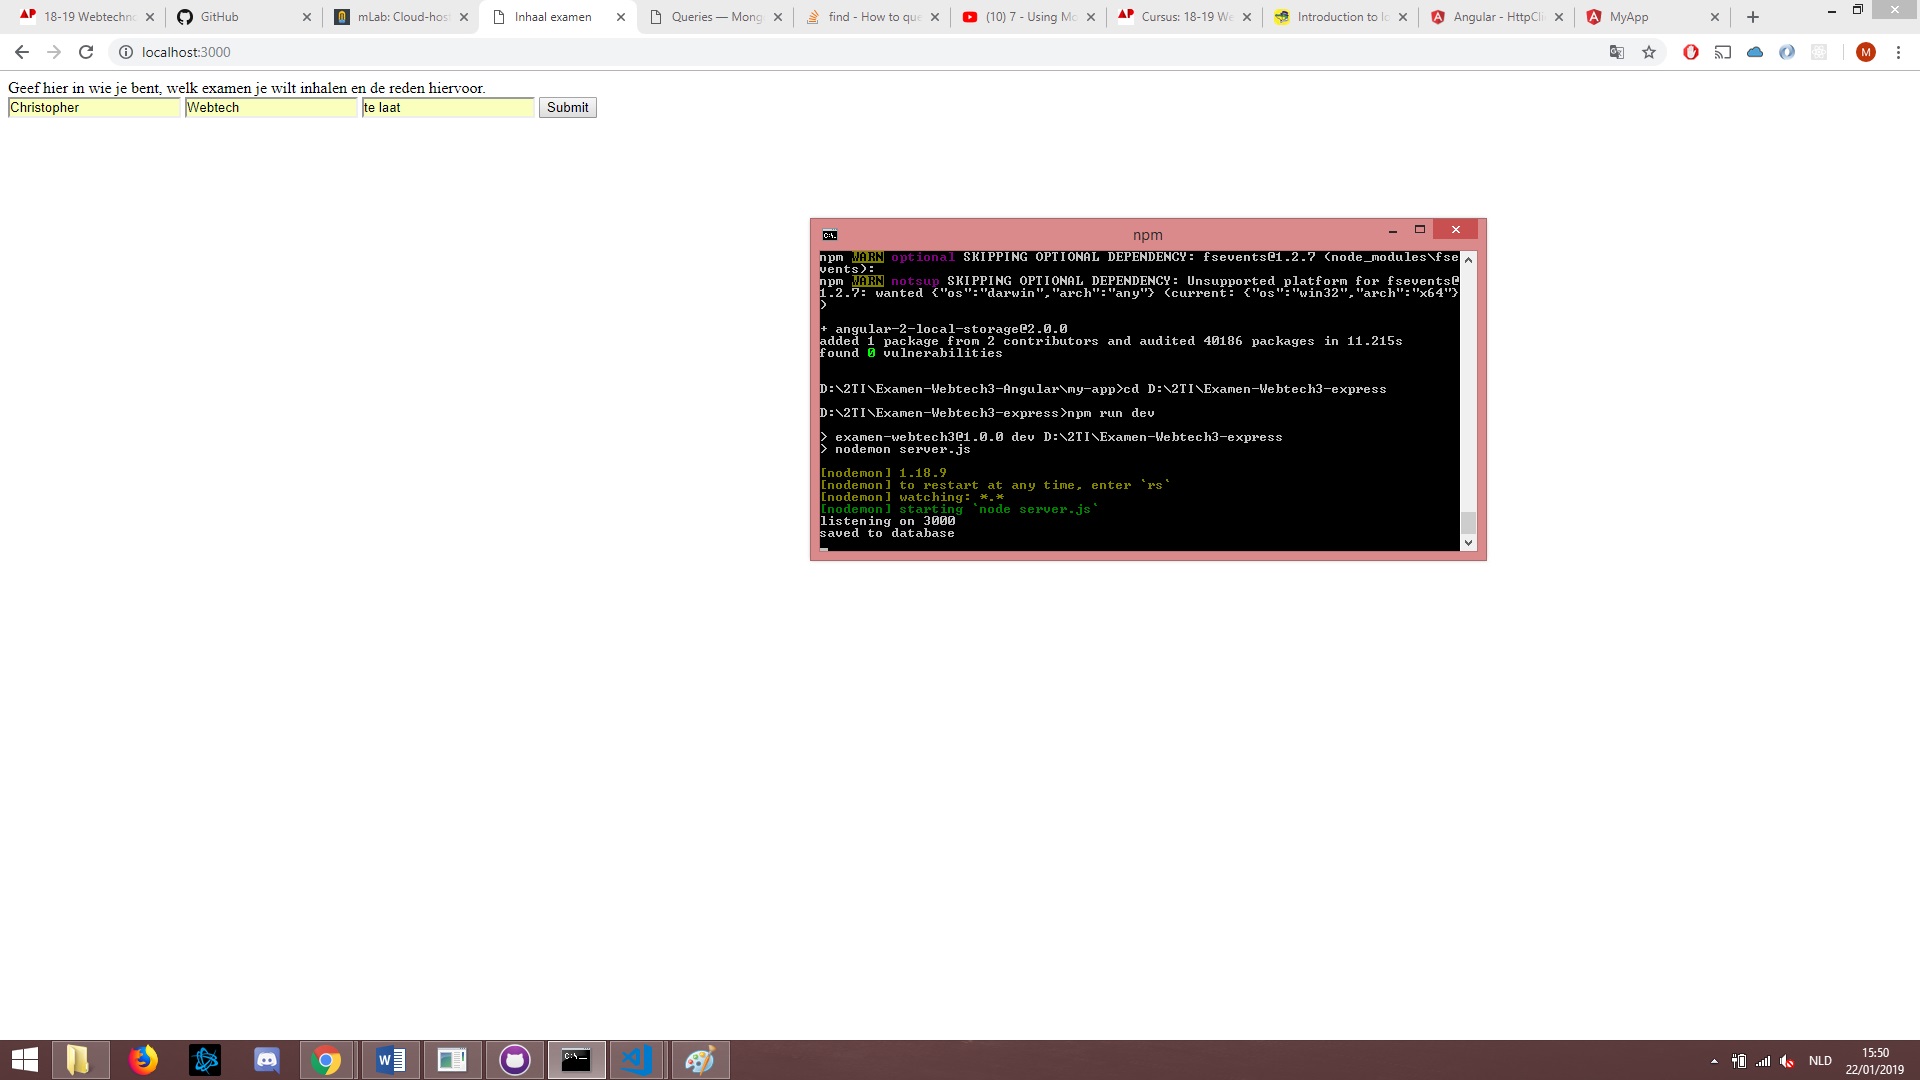 18-19 Webtechno
GitHub
mLab: Cloud-host
Inhaal examen
Queries — Mong
find - How to que
(10) 7 - Using Mo
Cursus: 18-19 We
Introduction to lo
Angular - HttpCli
MyApp
localhost:3000
M
Geef hier in wie je bent, welk examen je wilt inhalen en de reden hiervoor.
Christopher Webtech te laat Submit
npm
npm WARN optional SKIPPING OPTIONAL DEPENDENCY: fsevents@1.2.7 (node_modules\fse
vents):
npm WARN notsup SKIPPING OPTIONAL DEPENDENCY: Unsupported platform for fsevents@
1.2.7: wanted {"os":"darwin","arch":"any"} (current: {"os":"win32","arch":"x64"}
)
+ angular-2-local-storage@2.0.0
added 1 package from 2 contributors and audited 40186 packages in 11.215s
found 0 vulnerabilities
D:\2TI\Examen-Webtech3-Angular\my-app>cd D:\2TI\Examen-Webtech3-express
D:\2TI\Examen-Webtech3-express>npm run dev
> examen-webtech3@1.0.0 dev D:\2TI\Examen-Webtech3-express
> nodemon server.js
[nodemon] 1.18.9
[nodemon] to restart at any time, enter `rs`
[nodemon] watching: *.*
[nodemon] starting `node server.js`
listening on 3000
saved to database
NLD
15:50
22/01/2019